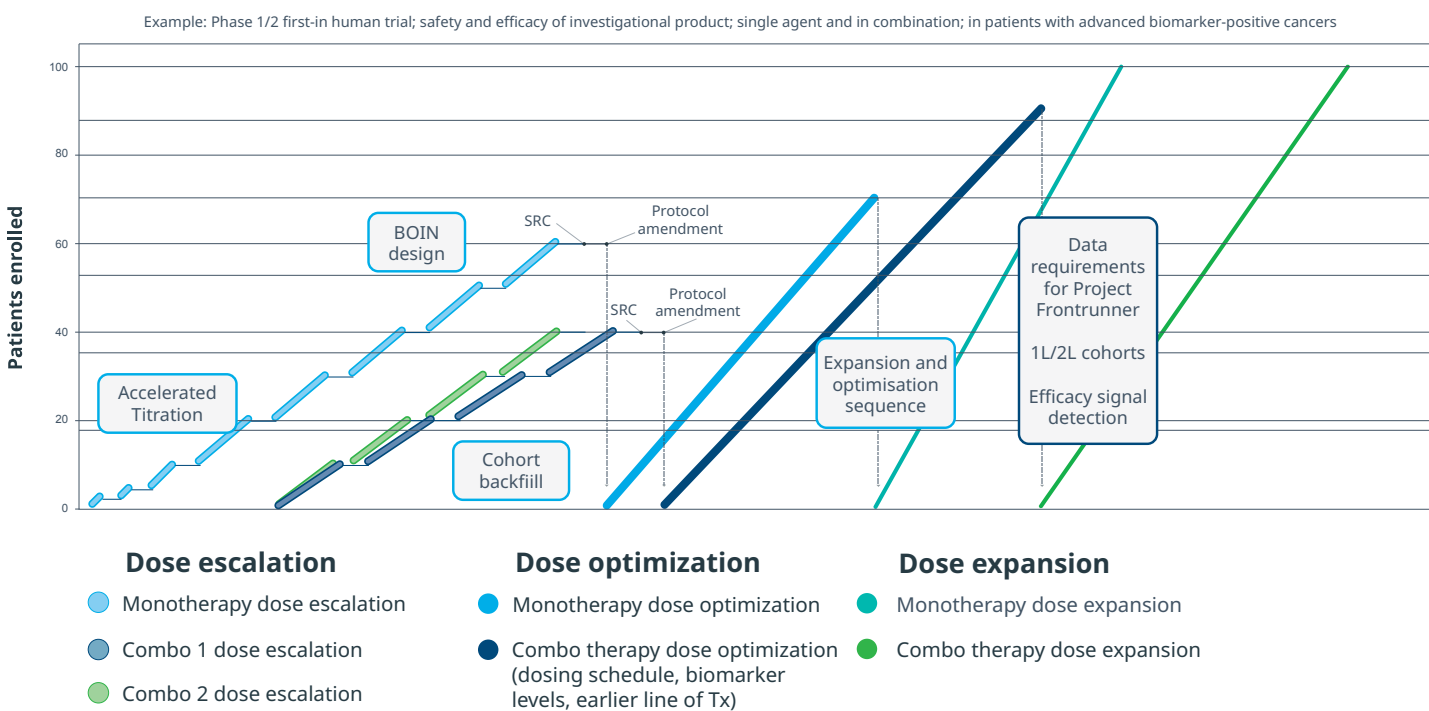 Example: Phase 1/2 first-in human trial; safety and efficacy of investigational product; single agent and in combination; in patients with advanced biomarker-positive cancers
Patients enrolled
100
80
60
40
20
0
BOIN
design
SRC
Protocol
amendment
SRC
Protocol
amendment
Accelerated
Titration
Cohort
backfiill
Expansion and
optimisation
sequence
Data
requirements
for Project
Frontrunner
1L/2L cohorts
Efficacy signal
detection
Dose escalation
Monotherapy dose escalation
Combo 1 dose escalation
Combo 2 dose escalation
Dose optimization
Monotherapy dose optimization
Combo therapy dose optimization
(dosing schedule, biomarker
levels, earlier line of Tx)
Dose expansion
Monotherapy dose expansion
Combo therapy dose expansion